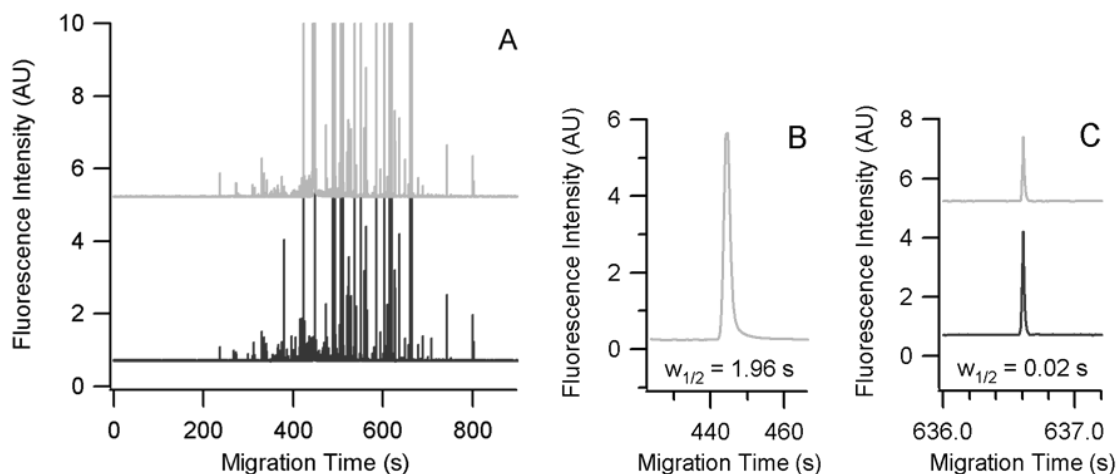 A
10
8
6
4
2
0
Fluorescence Intensity (AU)
0 200 400 600 800
Migration Time (s)
B
6
4
2
0
Fluorescence Intensity (AU)
w1/2 = 1.96 s
440 460
Migration Time (s)
C
8
6
4
2
0
Fluorescence Intensity (AU)
w1/2 = 0.02 s
636.0 637.0
Migration Time (s)